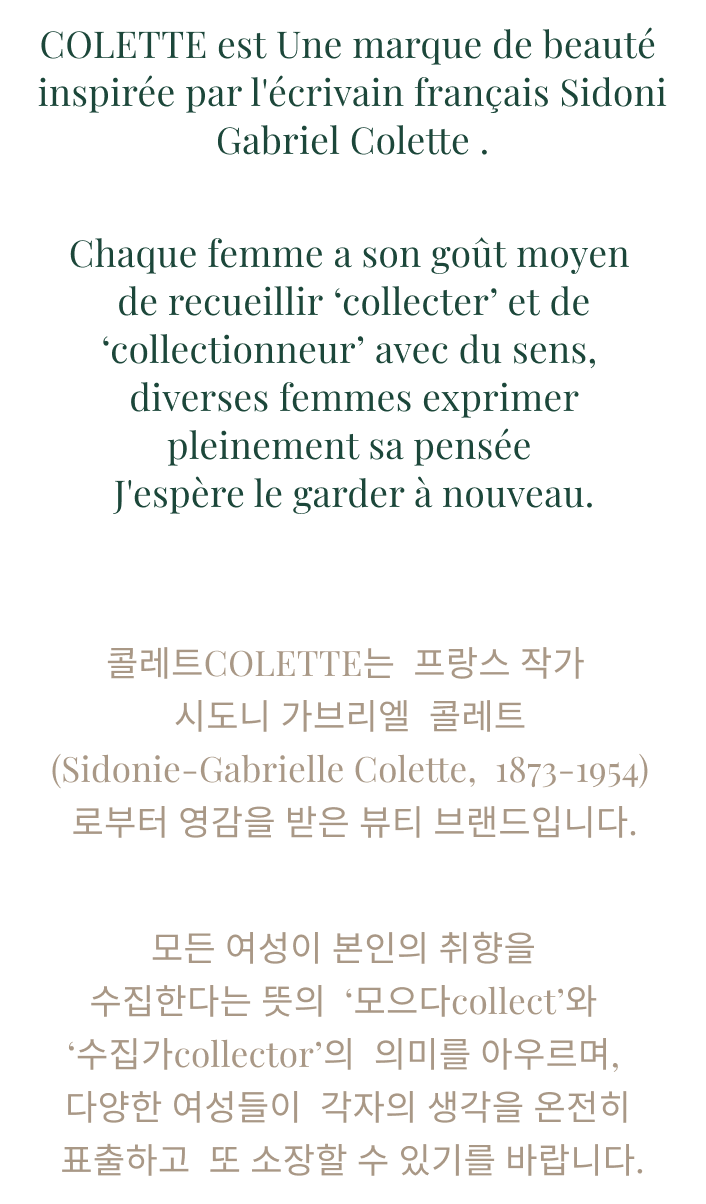 COLETTE est Une marque de beauté
inspirée par l'écrivain français Sidoni
Gabriel Colette .
Chaque femme a son goût moyen
de recueillir ‘collecter’ et de
‘collectionneur’ avec du sens,
diverses femmes exprimer
pleinement sa pensée
J'espère le garder à nouveau.
콜레트COLETTE는 프랑스 작가
시도니 가브리엘 콜레트
(Sidonie-Gabrielle Colette, 1873-1954)
로부터 영감을 받은 뷰티 브랜드입니다.
모든 여성이 본인의 취향을
수집한다는 뜻의 ‘모으다collect’와
‘수집가collector’의 의미를 아우르며,
다양한 여성들이 각자의 생각을 온전히
표출하고 또 소장할 수 있기를 바랍니다.